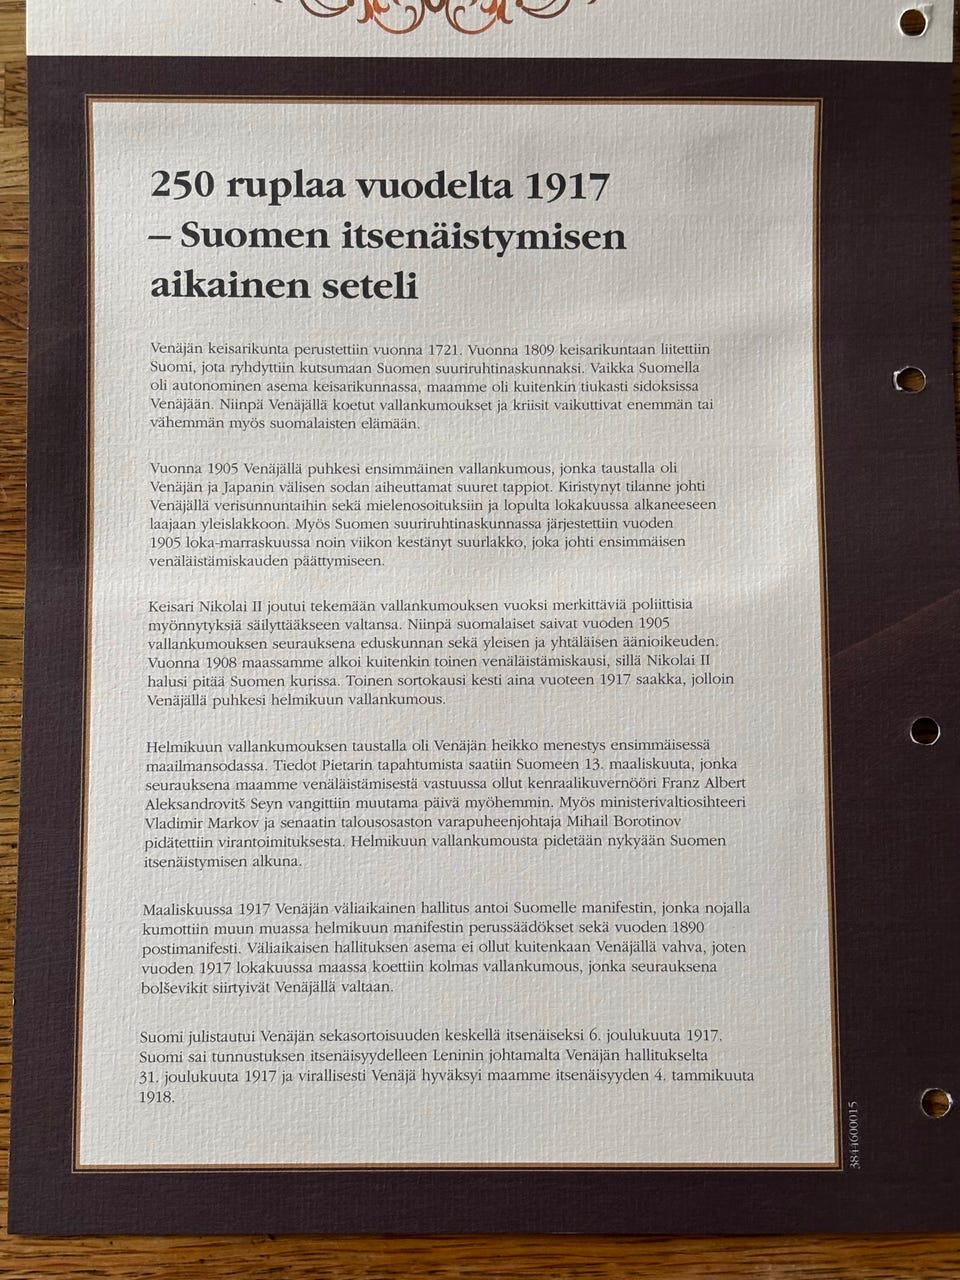 250 ruplaa vuodelta 1917
– Suomen itsenäistymisen
aikainen seteli
Venäjän keisarikunta perustettiin vuonna 1721. Vuonna 1809 keisarikuntaan liitettiin
Suomi, jota ryhdyttiin kutsumaan Suomen suuriruhtinaskunnaksi. Vaikka Suomella
oli autonominen asema keisarikunnassa, maamme oli kuitenkin tiukasti sidoksissa
Venäjään. Niinpä Venäjällä koetut vallankumoukset ja kriisit vaikuttivat enemmän tai
vähemmän myös suomalaisten elämään.
Vuonna 1905 Venäjällä puhkesi ensimmäinen vallankumous, jonka taustalla oli
Venäjän ja Japanin välisen sodan aiheuttamat suuret tappiot. Kiristynyt tilanne johti
Venäjällä verisunnuntaihin sekä mielenosoituksiin ja lopulta lokakuussa alkaneeseen
laajaan yleislakkoon. Myös Suomen suuriruhtinaskunnassa järjestettiin vuoden
1905 loka-marraskuussa noin viikon kestänyt suurlakko, joka johti ensimmäisen
venäläistämiskauden päättymiseen.
Keisari Nikolai II joutui tekemään vallankumouksen vuoksi merkittäviä poliittisia
myönnytyksiä säilyttääkseen valtansa. Niinpä suomalaiset saivat vuoden 1905
vallankumouksen seurauksena eduskunnan sekä yleisen ja yhtäläisen äänioikeuden.
Vuonna 1908 maassamme alkoi kuitenkin toinen venäläistämiskausi, sillä Nikolai II
halusi pitää Suomen kurissa. Toinen sortokausi kesti aina vuoteen 1917 saakka, jolloin
Venäjällä puhkesi helmikuun vallankumous.
Helmikuun vallankumouksen taustalla oli Venäjän heikko menestys ensimmäisessä
maailmansodassa. Tiedot Pietarin tapahtumista saatiin Suomeen 13. maaliskuuta, jonka
seurauksena maamme venäläistämisestä vastuussa ollut kenraalikuvernööri Franz Albert
Aleksandrovitš Seyn vangittiin muutama päivä myöhemmin. Myös ministerivaltiosihteeri
Vladimir Markov ja senaatin talousosaston varapuheenjohtaja Mihail Borotinov
pidätettiin virantoimituksesta. Helmikuun vallankumousta pidetään nykyään Suomen
itsenäistymisen alkuna.
Maaliskuussa 1917 Venäjän väliaikainen hallitus antoi Suomelle manifestin, jonka nojalla
kumottiin muun muassa helmikuun manifestin perussäädökset sekä vuoden 1890
postimanifesti. Väliaikaisen hallituksen asema ei ollut kuitenkaan Venäjällä vahva, joten
vuoden 1917 lokakuussa maassa koettiin kolmas vallankumous, jonka seurauksena
bolševikit siirtyivät Venäjällä valtaan.
Suomi julistautui Venäjän sekasortoisuuden keskellä itsenäiseksi 6. joulukuuta 1917.
Suomi sai tunnustuksen itsenäisyydelleen Leninin johtamalta Venäjän hallitukselta
31. joulukuuta 1917 ja virallisesti Venäjä hyväksyi maamme itsenäisyyden 4. tammikuuta
1918.
3844600015